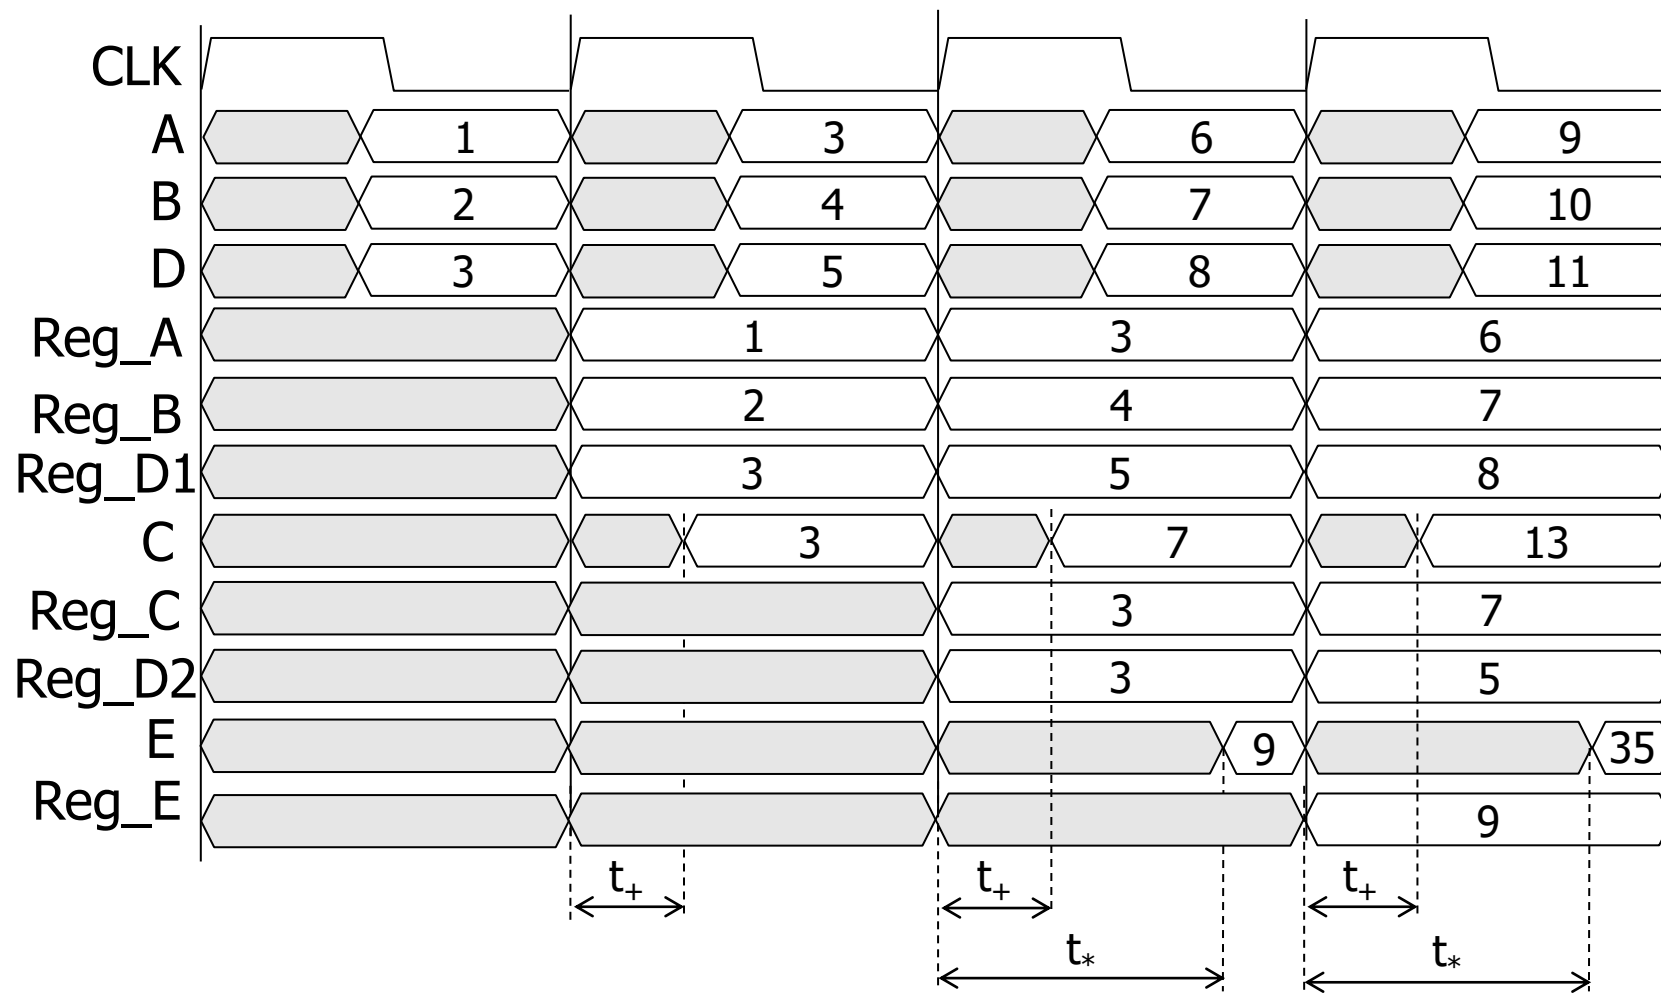 CLK
A 1 3 6 9
B 2 4 7 10
D 3 5 8 11
Reg_A 1 3 6
Reg_B 2 4 7
Reg_D1 3 5 8
C 3 7 13
Reg_C 3 7
Reg_D2 3 5
E 9 35
Reg_E 9
t+ t+ t+
t* t*